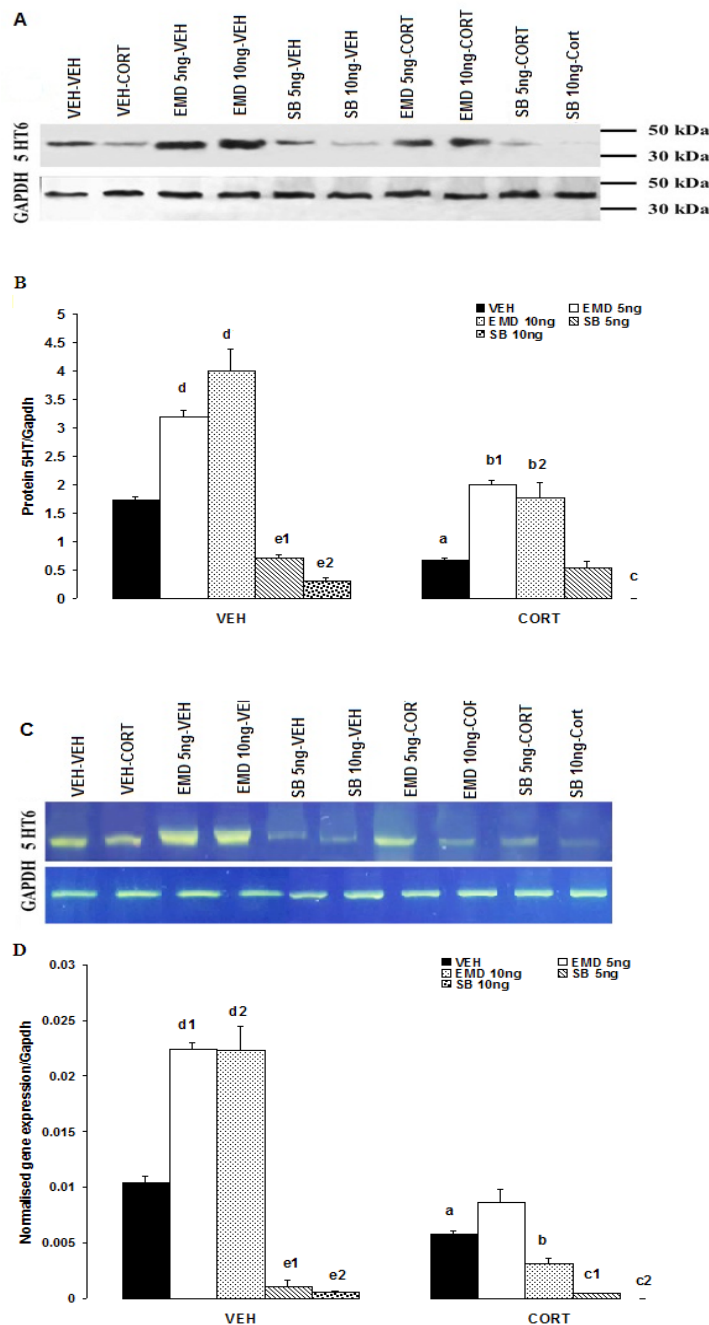 A
VEH-VEH
VEH-CORT
EMD 5ng-VEH
EMD 10ng-VEH
SB 5ng-VEH
SB 10ng-VEH
EMD 5ng-CORT
EMD 10ng-CORT
SB 5ng-CORT
SB 10ng-Cort
5 HT6
50 kDa
30 kDa
GAPDH
50 kDa
30 kDa
B
VEH
EMD 5ng
EMD 10ng
SB 5ng
SB 10ng
Protein 5HT/Gapdh
5
4.5
4
3.5
3
2.5
2
1.5
1
0.5
0
d
d
e1
e2
a
b1
b2
c
VEH
CORT
C
VEH-VEH
VEH-CORT
EMD 5ng-VEH
EMD 10ng-VEI
SB 5ng-VEH
SB 10ng-VEH
EMD 5ng-COR
EMD 10ng-COF
SB 5ng-CORT
SB 10ng-Cort
5 HT6
GAPDH
D
VEH
EMD 5ng
EMD 10ng
SB 5ng
SB 10ng
Normalised gene expression/Gapdh
0.03
0.025
0.02
0.015
0.01
0.005
0
d1
d2
e1
e2
a
b
c1
c2
VEH
CORT